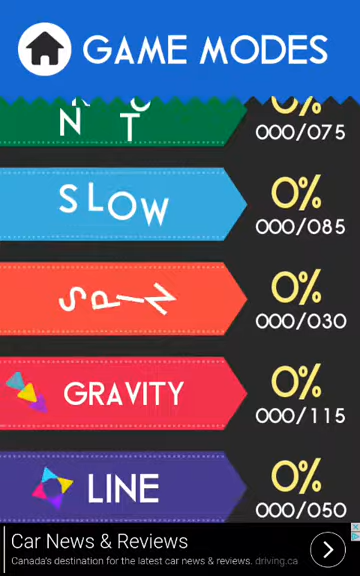 GAME MODES
0%
000/075
SLOW
0%
000/085
SPIN
0%
000/030
GRAVITY
0%
000/115
LINE
0%
000/050
Car News & Reviews
Canada's destination for the latest car news & reviews. driving.ca